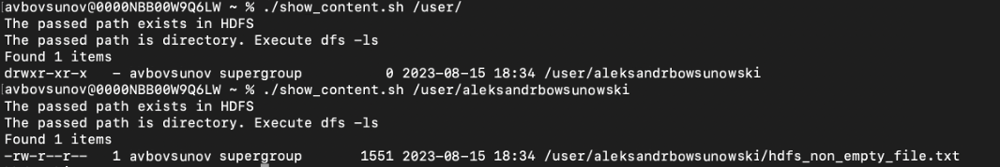 avbovsunov@0000NBB00W9Q6LW ~ % ./show_content.sh /user/
The passed path exists in HDFS
The passed path is directory. Execute dfs -ls
Found 1 items
drwxr-xr-x   - avbovsunov supergroup          0 2023-08-15 18:34 /user/aleksandrbowsunowski
avbovsunov@0000NBB00W9Q6LW ~ % ./show_content.sh /user/aleksandrbowsunowski
The passed path exists in HDFS
The passed path is directory. Execute dfs -ls
Found 1 items
-rw-r--r--   1 avbovsunov supergroup       1551 2023-08-15 18:34 /user/aleksandrbowsunowski/hdfs_non_empty_file.txt